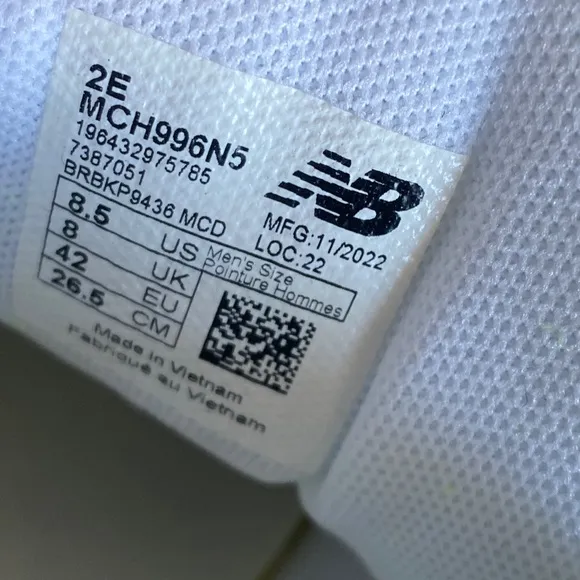 2E
MCH996N5
196432975785
7387051
BRBKP9436 MCD
NB
MFG:11/2022
LOC:22
8.5 US
8 UK
42 EU
26.5 CM
Men's Size
Pointure Hommes
Made in Vietnam
Fabriqué au Vietnam